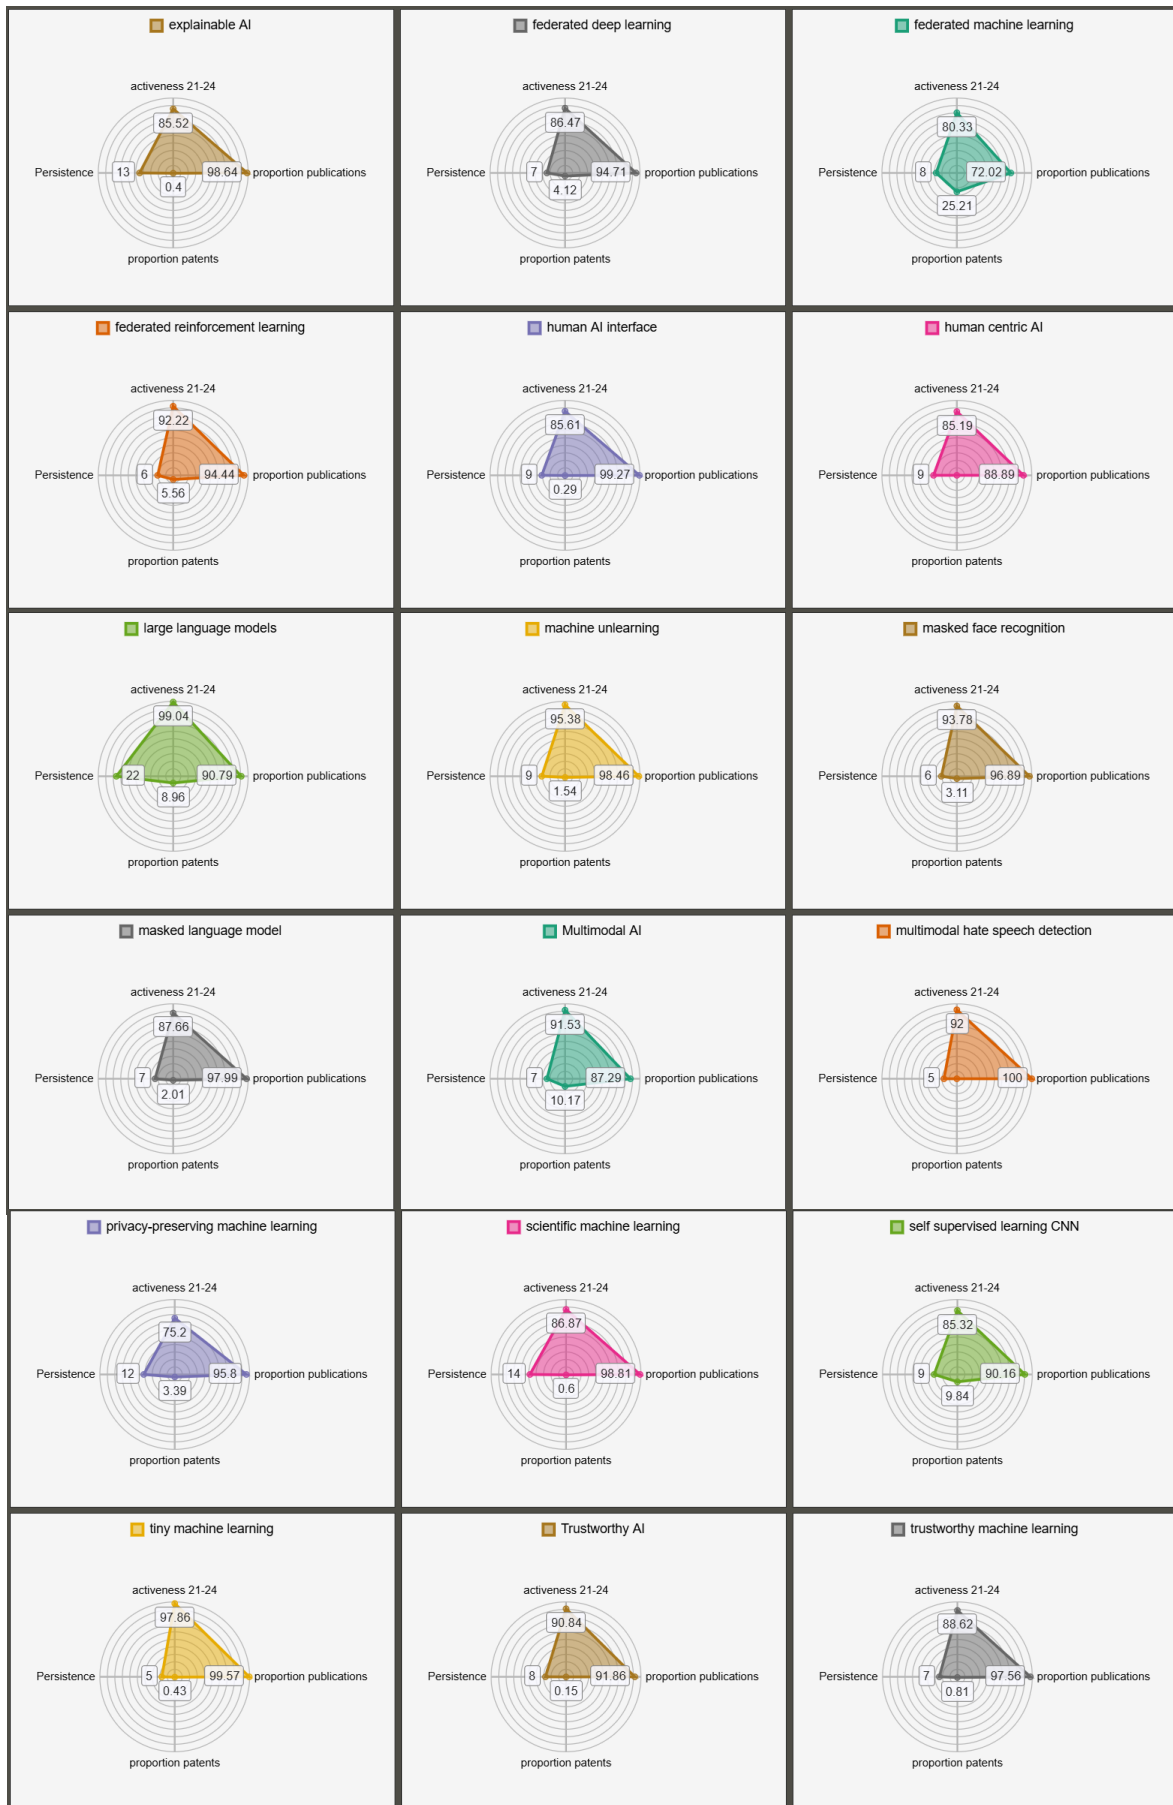 explainable AI
activeness 21-24
85.52
Persistence 13 98.64 proportion publications
0.4
proportion patents
federated deep learning
activeness 21-24
86.47
Persistence 7 94.71 proportion publications
4.12
proportion patents
federated machine learning
activeness 21-24
80.33
Persistence 8 72.02 proportion publications
25.21
proportion patents
federated reinforcement learning
activeness 21-24
92.22
Persistence 6 94.44 proportion publications
5.56
proportion patents
human AI interface
activeness 21-24
85.61
Persistence 9 99.27 proportion publications
0.29
proportion patents
human centric AI
activeness 21-24
85.19
Persistence 9 88.89 proportion publications
proportion patents
large language models
activeness 21-24
99.04
Persistence 22 90.79 proportion publications
8.96
proportion patents
machine unlearning
activeness 21-24
95.38
Persistence 9 98.46 proportion publications
1.54
proportion patents
masked face recognition
activeness 21-24
93.78
Persistence 6 96.89 proportion publications
3.11
proportion patents
masked language model
activeness 21-24
87.66
Persistence 7 97.99 proportion publications
2.01
proportion patents
Multimodal AI
activeness 21-24
91.53
Persistence 7 87.29 proportion publications
10.17
proportion patents
multimodal hate speech detection
activeness 21-24
92
Persistence 5 100 proportion publications
proportion patents
privacy-preserving machine learning
activeness 21-24
75.2
Persistence 12 95.8 proportion publications
3.39
proportion patents
scientific machine learning
activeness 21-24
86.87
Persistence 14 98.81 proportion publications
0.6
proportion patents
self supervised learning CNN
activeness 21-24
85.32
Persistence 9 90.16 proportion publications
9.84
proportion patents
tiny machine learning
activeness 21-24
97.86
Persistence 5 99.57 proportion publications
0.43
proportion patents
Trustworthy AI
activeness 21-24
90.84
Persistence 8 91.86 proportion publications
0.15
proportion patents
trustworthy machine learning
activeness 21-24
88.62
Persistence 7 97.56 proportion publications
0.81
proportion patents